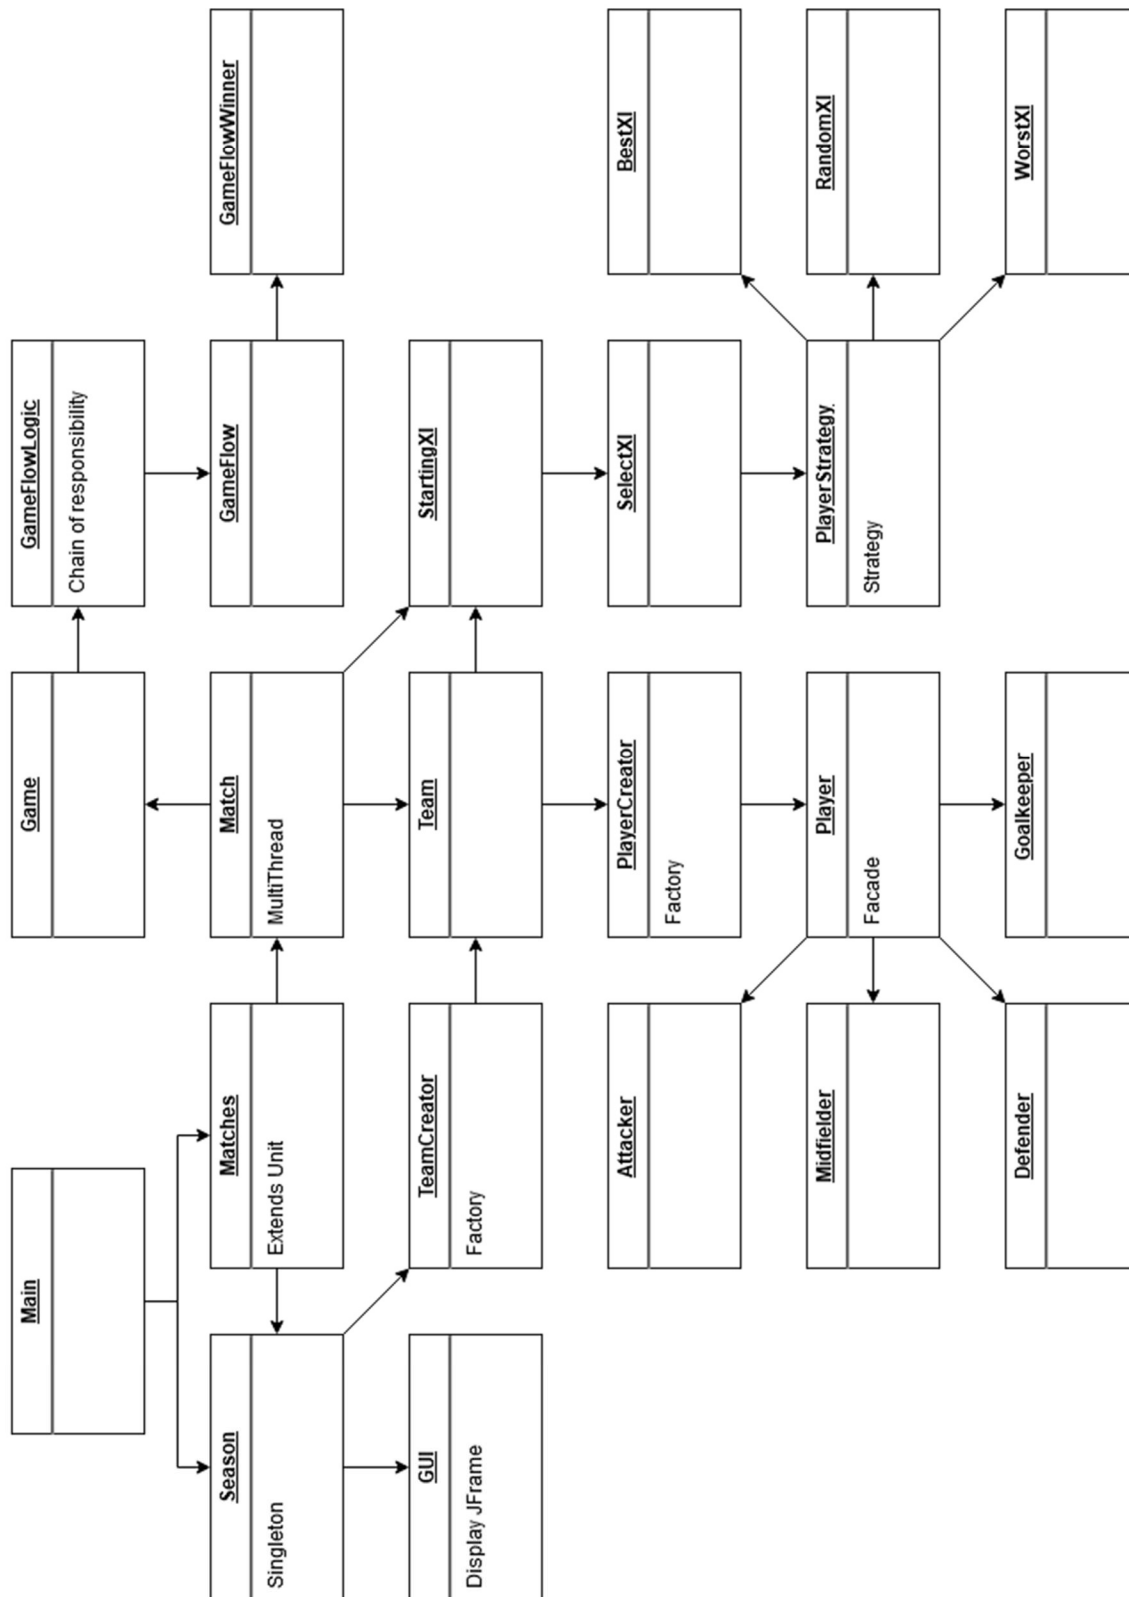 Main
Game
GameFlowLogic
Chain of responsibility
Season
Singleton
Matches
Extends Unit
Match
MultiThread
GameFlow
GameFlowWinner
GUI
Display JFrame
TeamCreator
Factory
Team
StartingXI
PlayerCreator
Factory
SelectXI
BestXI
Attacker
Midfielder
Player
Facade
PlayerStrategy
Strategy
RandomXI
Defender
Goalkeeper
WorstXI